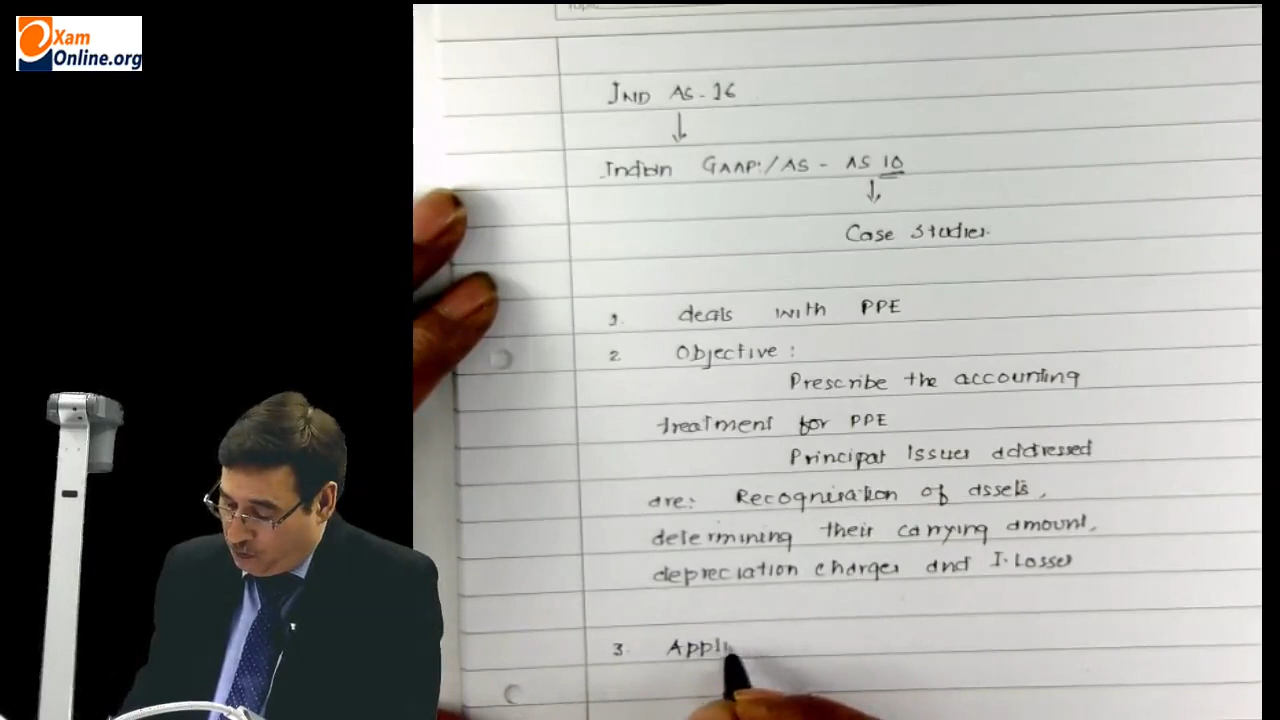 Xam
Online.org
IND AS - 16
Indian GAAP / AS - AS 10
Case Studies.
1. deals with PPE
2. Objective :
Prescribe the accounting
treatment for PPE
Principal Issues addressed
are: Recognisation of assets,
determining their carrying amount,
depreciation charges and I. Losses
3. Appli